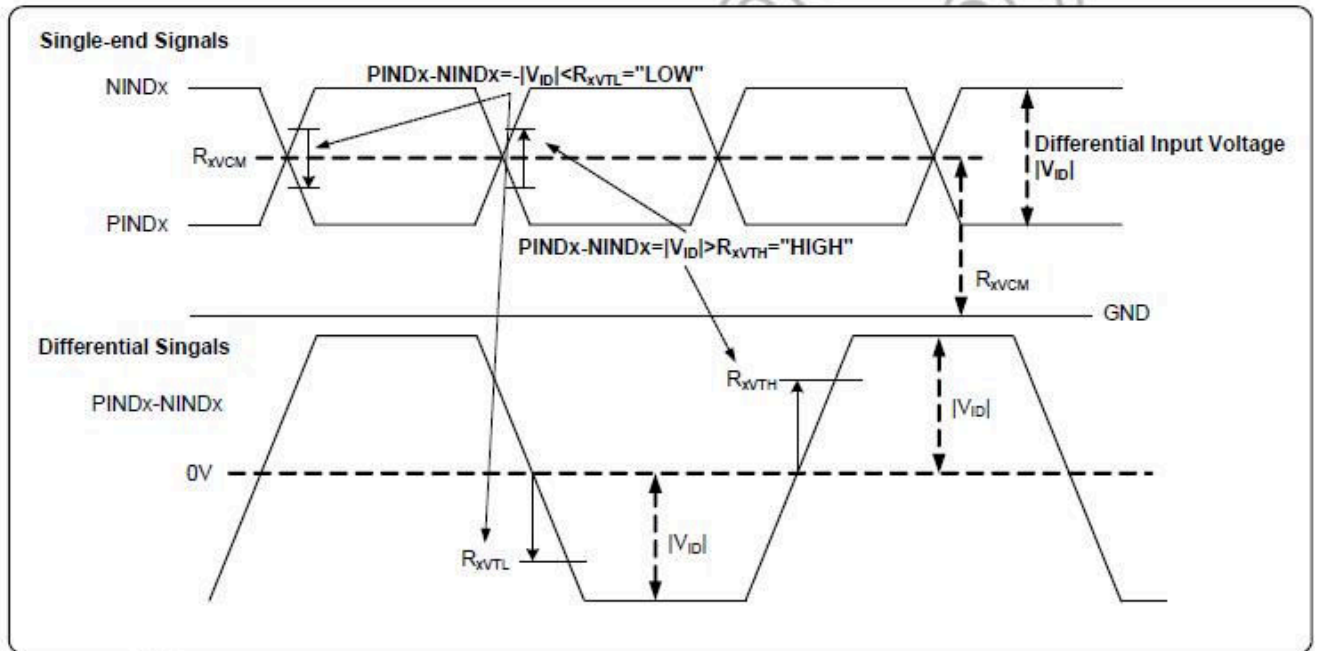 Single-end Signals
PINDx-NINDx=-|VID|<RxVTL="LOW"
NINDx
RxVCM
Differential Input Voltage
|VID|
PINDx
PINDx-NINDx=|VID|>RxVTH="HIGH"
RxVCM
GND
Differential Singals
RxVTH
PINDx-NINDx
|VID|
0V
|VID|
RxVTL